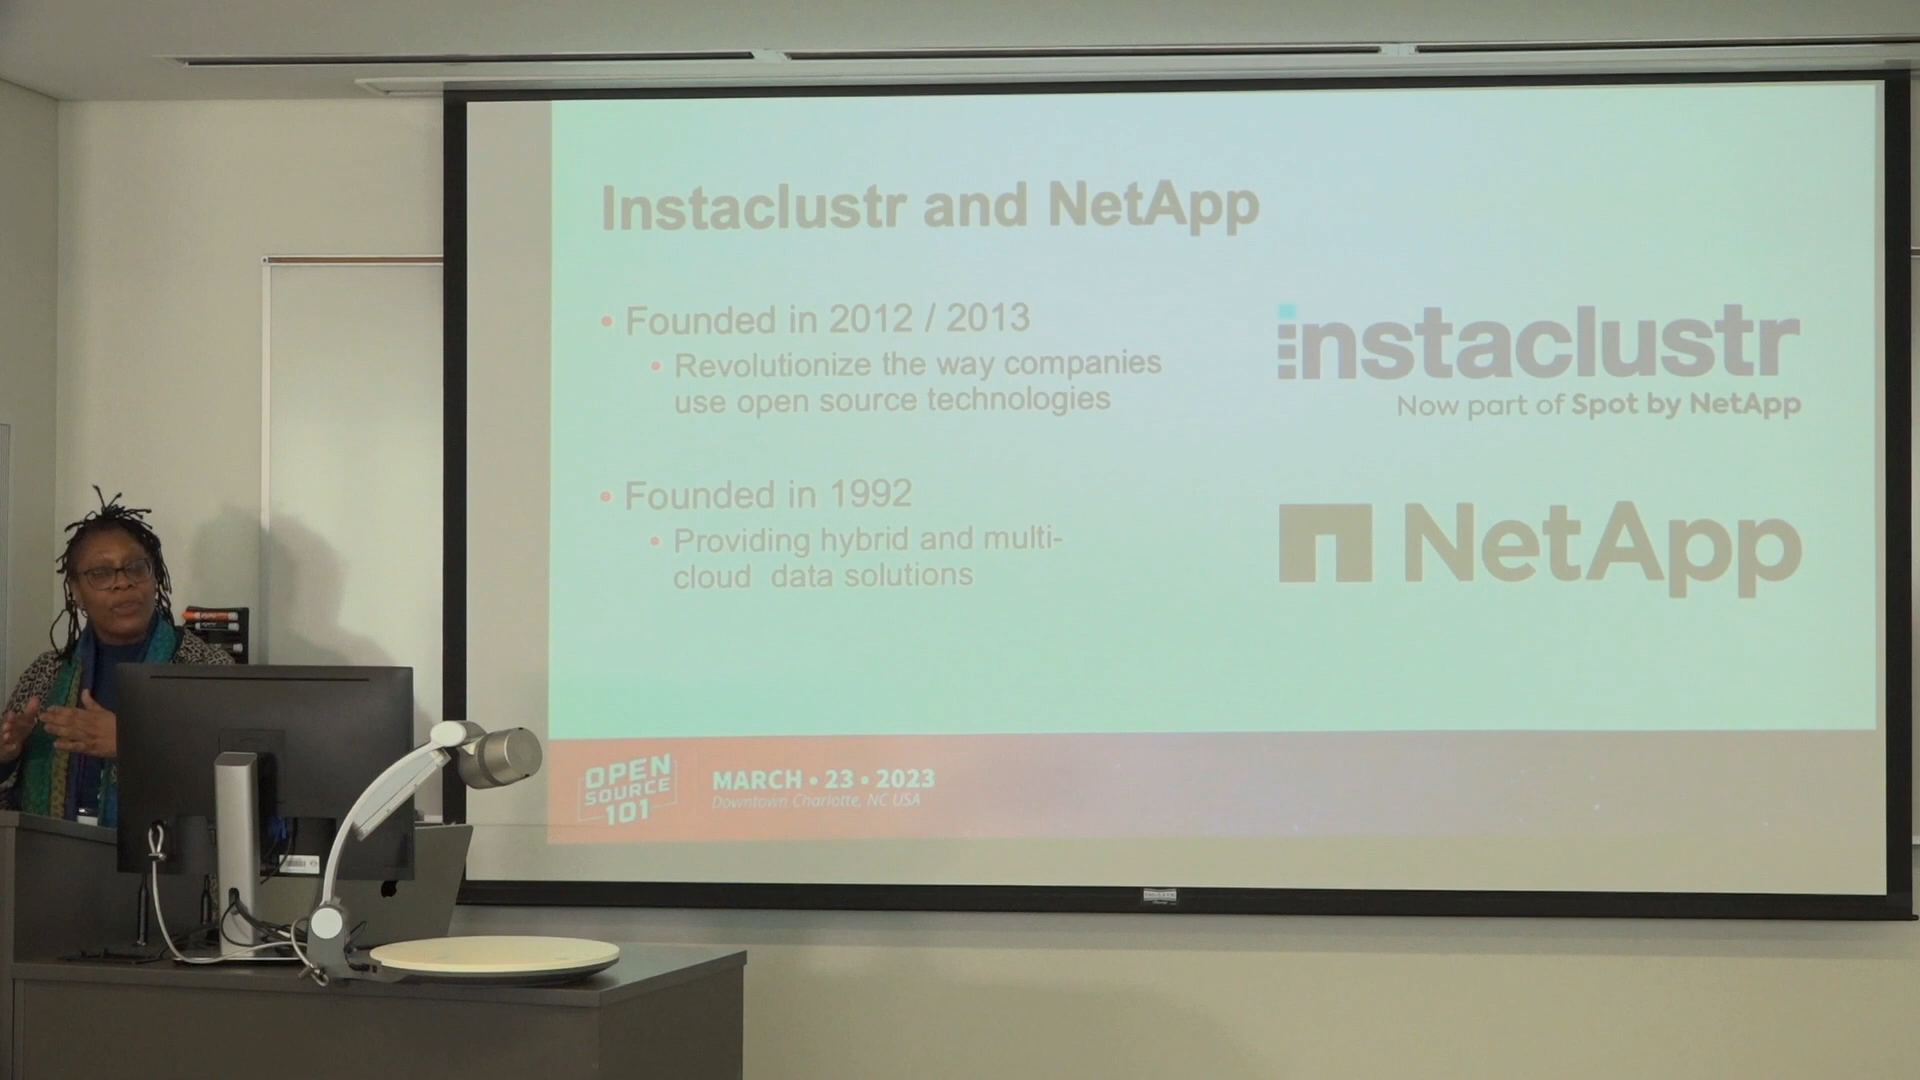 Instaclustr and NetApp
• Founded in 2012 / 2013
• Revolutionize the way companies
use open source technologies
instaclustr
Now part of Spot by NetApp
• Founded in 1992
• Providing hybrid and multi-
cloud data solutions
NetApp
OPEN
SOURCE
101
MARCH • 23 • 2023
Downtown Charlotte, NC USA